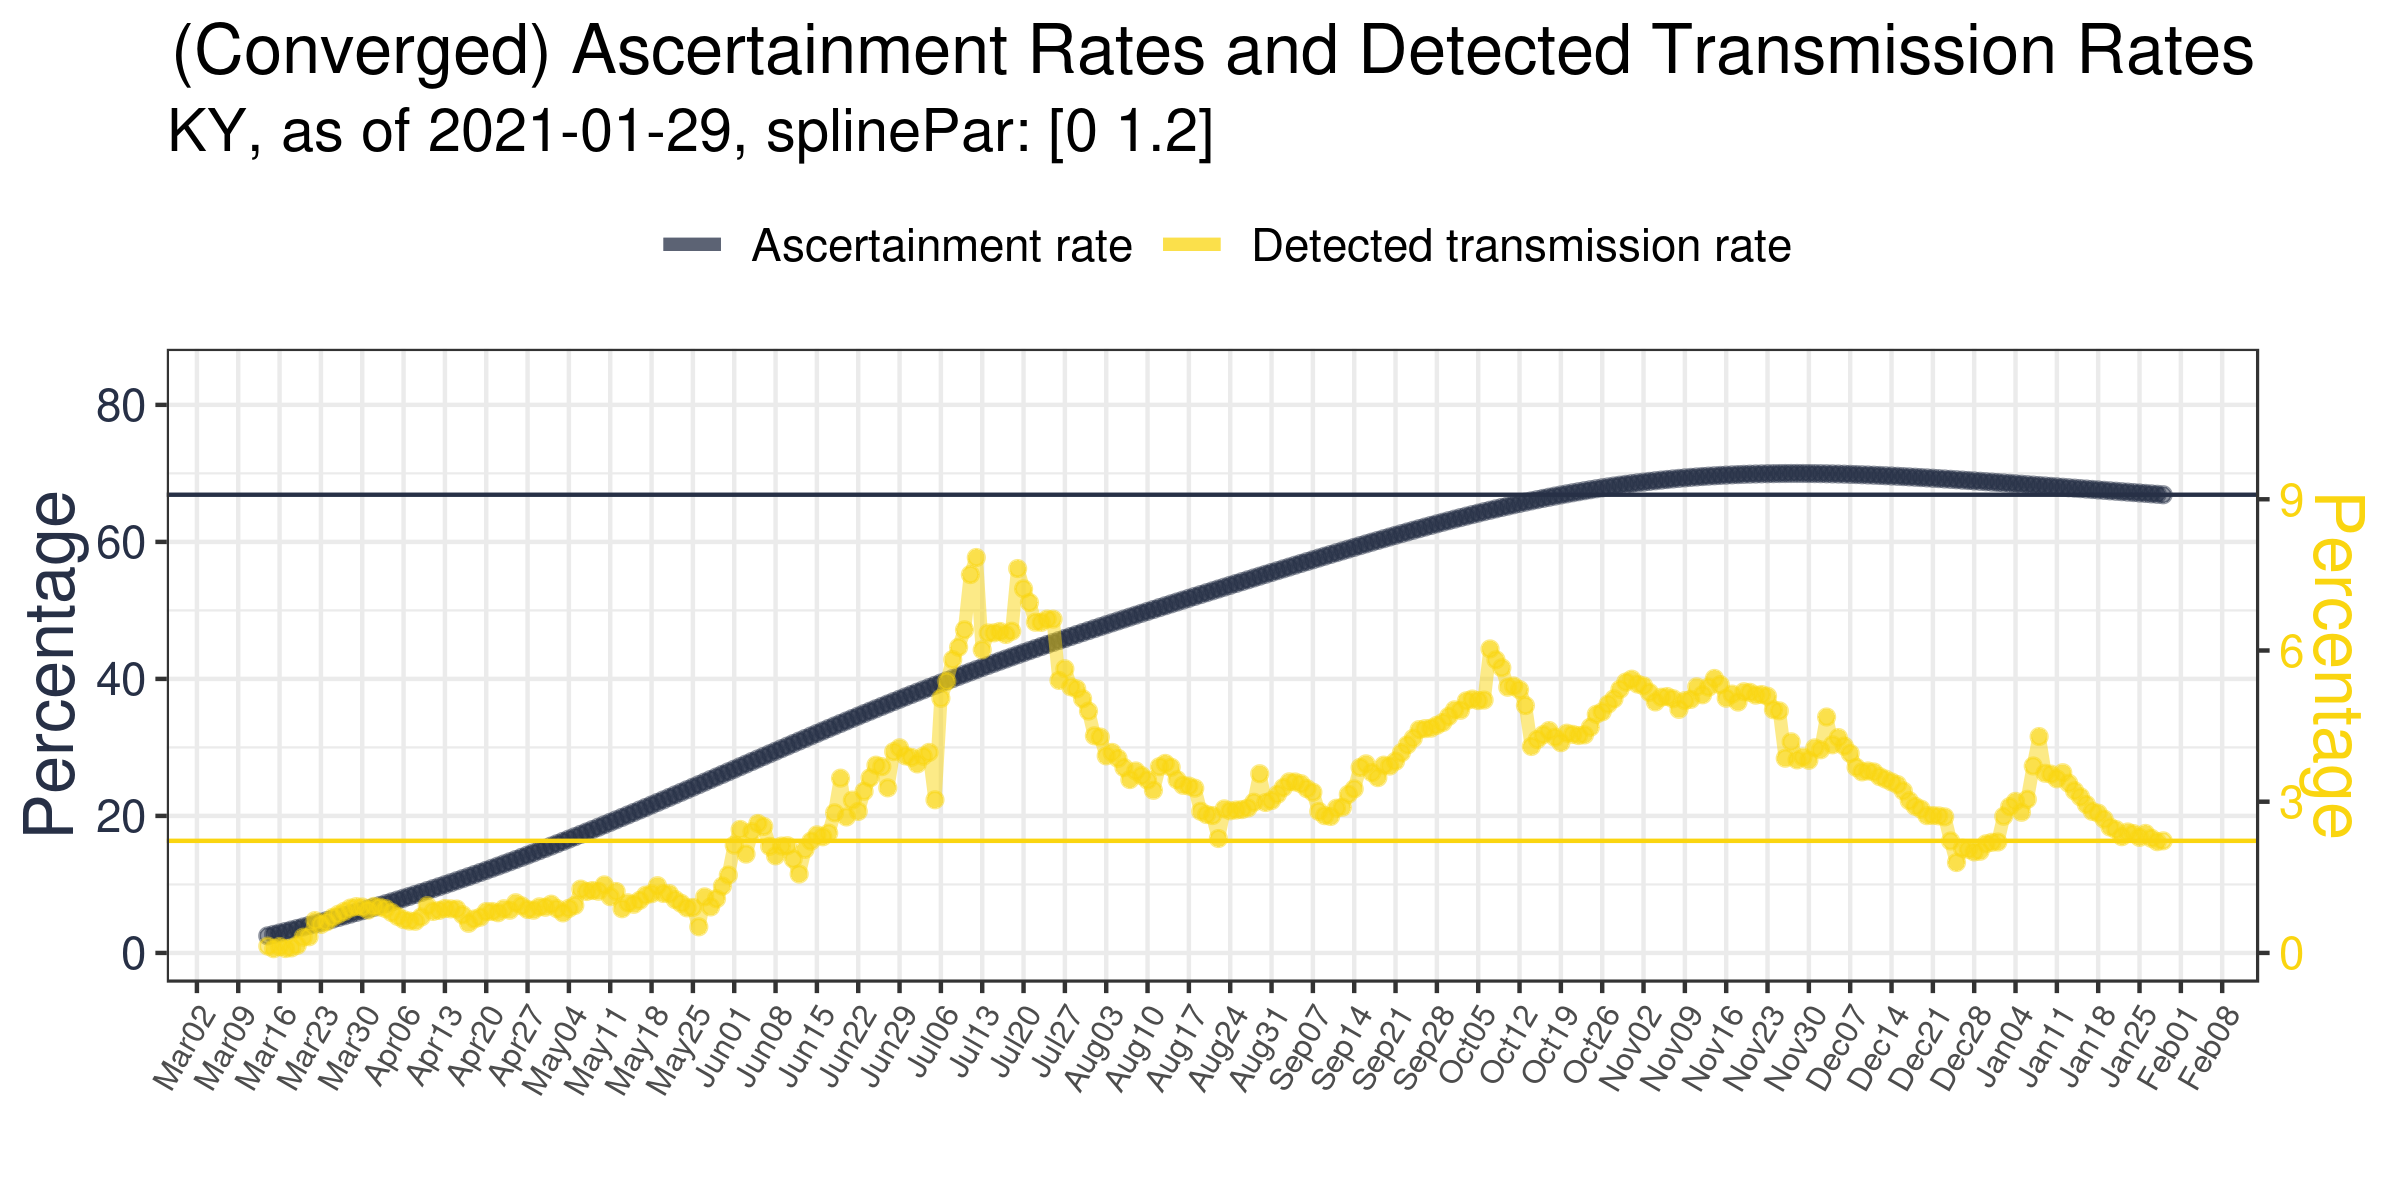 (Converged) Ascertainment Rates and Detected Transmission Rates
KY, as of 2021-01-29, splinePar: [0 1.2]
Ascertainment rate Detected transmission rate
Percentage
80
60
40
20
0
9
6
3
0
Percentage
Mar02 Mar09 Mar16 Mar23 Mar30 Apr06 Apr13 Apr20 Apr27 May04 May11 May18 May25 Jun01 Jun08 Jun15 Jun22 Jun29 Jul06 Jul13 Jul20 Jul27 Aug03 Aug10 Aug17 Aug24 Aug31 Sep07 Sep14 Sep21 Sep28 Oct05 Oct12 Oct19 Oct26 Nov02 Nov09 Nov16 Nov23 Nov30 Dec07 Dec14 Dec21 Dec28 Jan04 Jan11 Jan18 Jan25 Feb01 Feb08